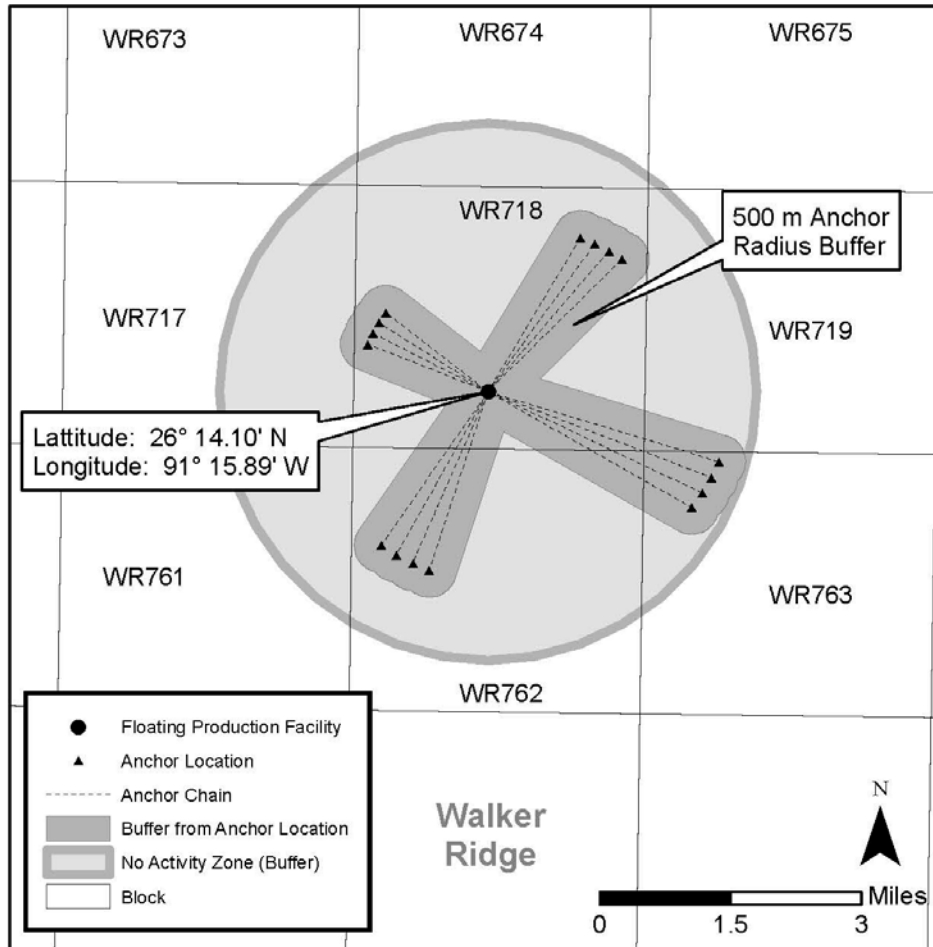 WR673
WR674
WR675
WR718
500 m Anchor
Radius Buffer
WR717
WR719
Lattitude: 26° 14.10' N
Longitude: 91° 15.89' W
WR761
WR763
WR762
Floating Production Facility
Anchor Location
Anchor Chain
Buffer from Anchor Location
No Activity Zone (Buffer)
Block
Walker
Ridge
N
Miles
0 1.5 3